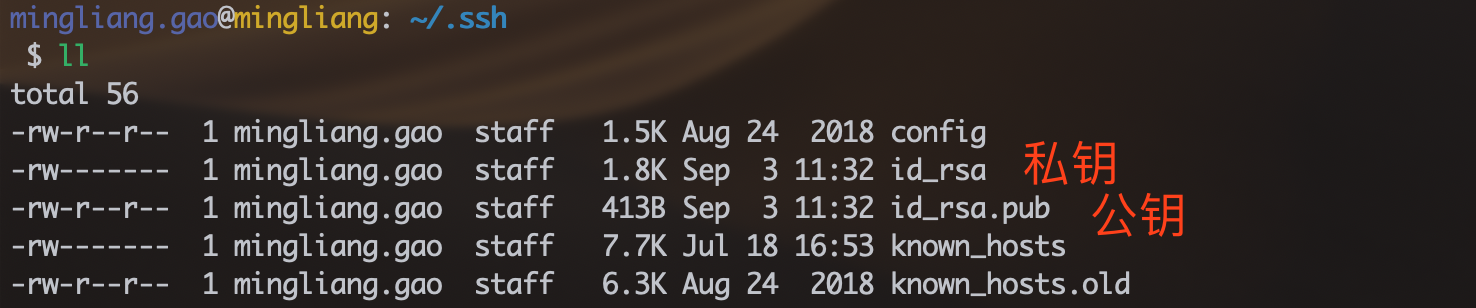 mingliang.gao@mingliang: ~/.ssh
$ ll
total 56
-rw-r--r--  1 mingliang.gao  staff   1.5K Aug 24  2018 config
-rw-------  1 mingliang.gao  staff   1.8K Sep  3 11:32 id_rsa 私钥
-rw-r--r--  1 mingliang.gao  staff   413B Sep  3 11:32 id_rsa.pub 公钥
-rw-------  1 mingliang.gao  staff   7.7K Jul 18 16:53 known_hosts
-rw-r--r--  1 mingliang.gao  staff   6.3K Aug 24  2018 known_hosts.old